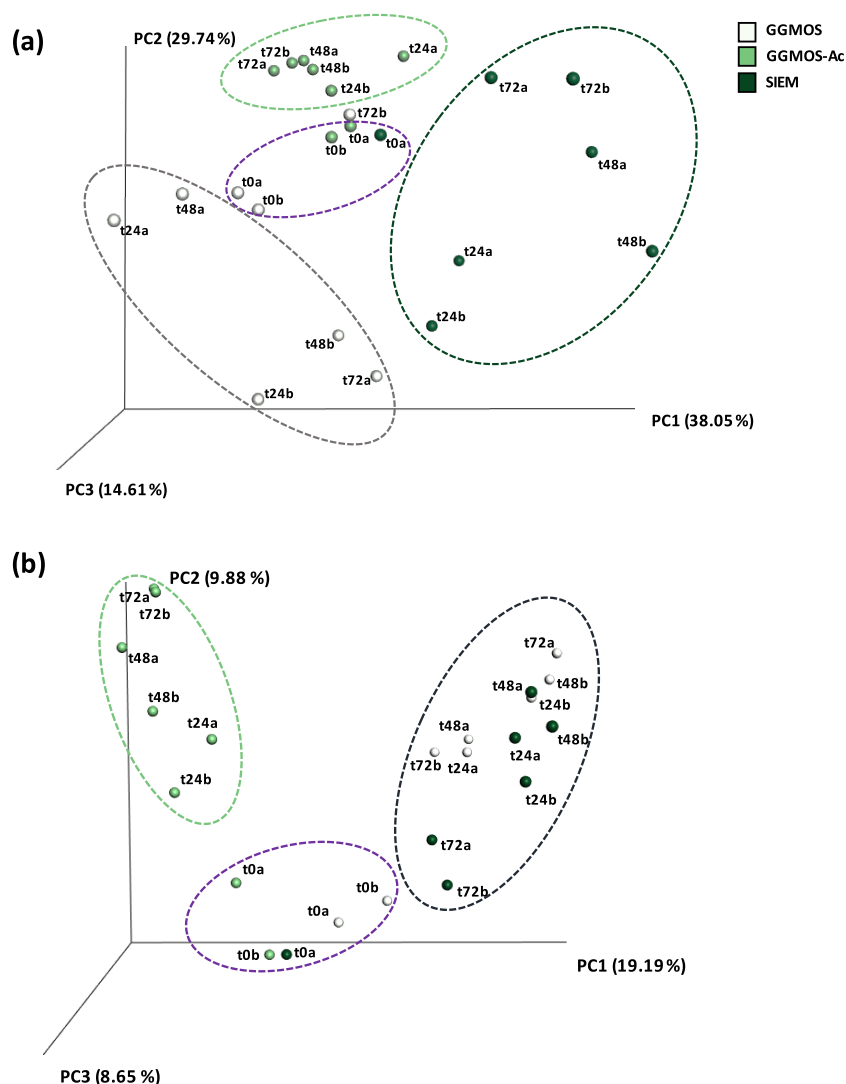 (a)
PC2 (29.74 %)
GGMOS
GGMOS-Ac
SIEM
t72b
t48a
t24a
t72a
t48b
t24b
t72a
t72b
t72b
t0a
t0b
t0a
t48a
t0a
t0b
t48a
t24a
t48b
t24a
t24b
t48b
t72a
t24b
PC1 (38.05 %)
PC3 (14.61 %)
(b)
PC2 (9.88 %)
t72a
t72b
t48a
t48b
t24a
t24b
t72a
t48a
t48b
t24b
t48a
t48b
t72b
t24a
t24a
t24b
t72a
t72b
t0a
t0b
t0a
t0b
t0a
PC1 (19.19 %)
PC3 (8.65 %)